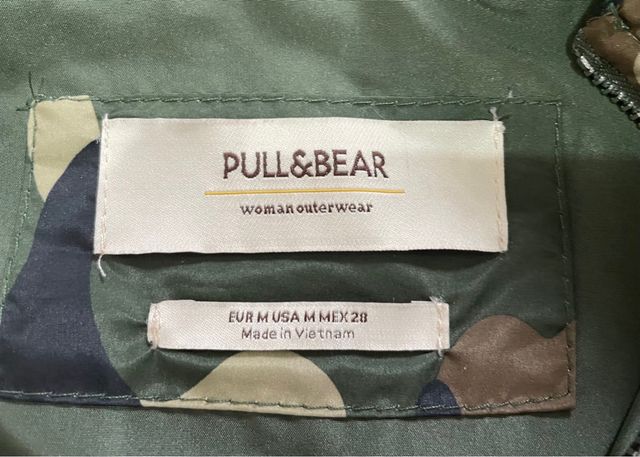 PULL&BEAR
woman outerwear
EUR M USA M MEX 28
Made in Vietnam